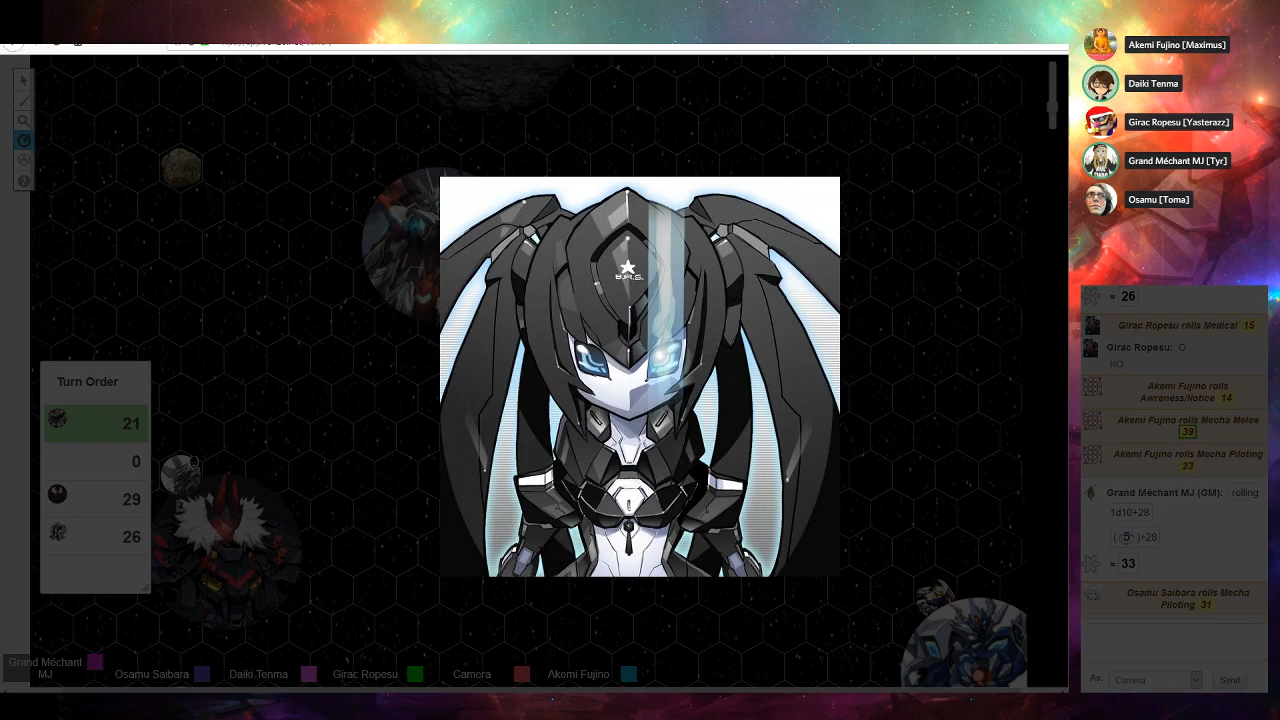 Akemi Fujino [Maximus]
Daiki Tenma
Girac Ropesu [Yasterazz]
Grand Méchant MJ [Tyr]
Osamu [Toma]
B.R.S.
Turn Order
21
0
29
26
= 26
Girac Ropesu rolls Medical 15
Girac Ropesu: O
NO
Akemi Fujino rolls
Awreness/Notice 14
Akemi Fujino rolls Mecha Melee
39
Akemi Fujino rolls Mecha Piloting
23
Grand Méchant MJ (GM): rolling
1d10+28
(5)+28
= 33
Osamu Saibara rolls Mecha
Piloting 31
As: Camera Send
Grand Méchant
MJ
Osamu Saibara
Daiki Tenma
Girac Ropesu
Camera
Akemi Fujino